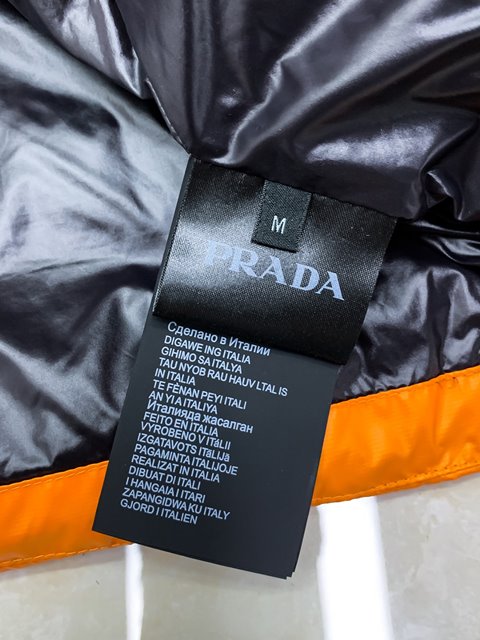 M
PRADA
Сделано в Италии
DIGAWE ING ITALIA
GIHIMO SA ITALYA
TAU NYOB RAU HAUV LTAL IS
IN ITALIA
TE FÉNAN PEYI ITALI
AN YI A ITALIYA
Италияда жасалган
FEITO EN ITALIA
VYROBENO V ITálII
IZGATAVOTS ITāLIJā
PAGAMINTA ITALIJOJE
REALIZAT IN ITALIA
DIBUAT DI ITALI
I HANGAIA I ITARI
ZAPANGIDWA KU ITALY
GJORD I ITALIEN